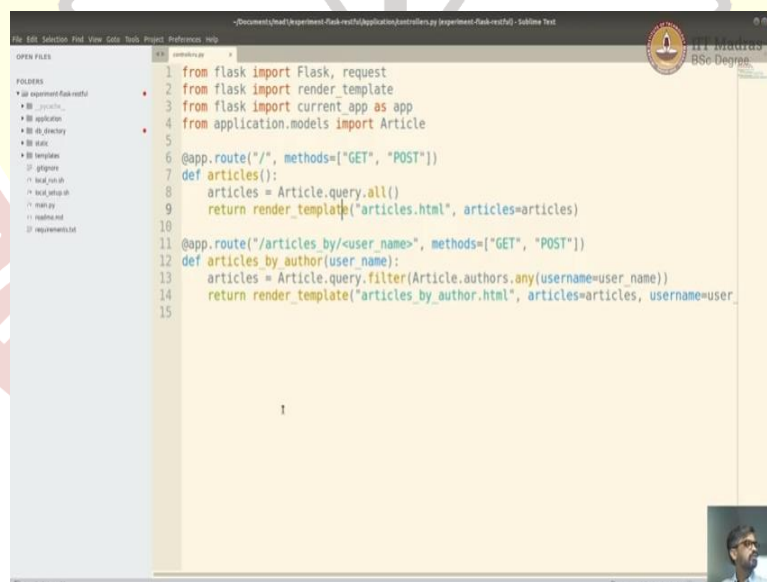 ~/Documents/mad1/experiment-flask-restful/application/controllers.py (experiment-flask-restful) - Sublime Text
File Edit Selection Find View Goto Tools Project Preferences Help
IIT Madras
BSc Degree
OPEN FILES
controllers.py x
FOLDERS
experiment-flask-restful
__pycache__
application
db_directory
static
templates
.gitignore
local_run.sh
local_setup.sh
main.py
readme.md
requirements.txt
1 from flask import Flask, request
2 from flask import render_template
3 from flask import current_app as app
4 from application.models import Article
5
6 @app.route("/", methods=["GET", "POST"])
7 def articles():
8 articles = Article.query.all()
9 return render_template("articles.html", articles=articles)
10
11 @app.route("/articles_by/<user_name>", methods=["GET", "POST"])
12 def articles_by_author(user_name):
13 articles = Article.query.filter(Article.authors.any(username=user_name))
14 return render_template("articles_by_author.html", articles=articles, username=user_
15